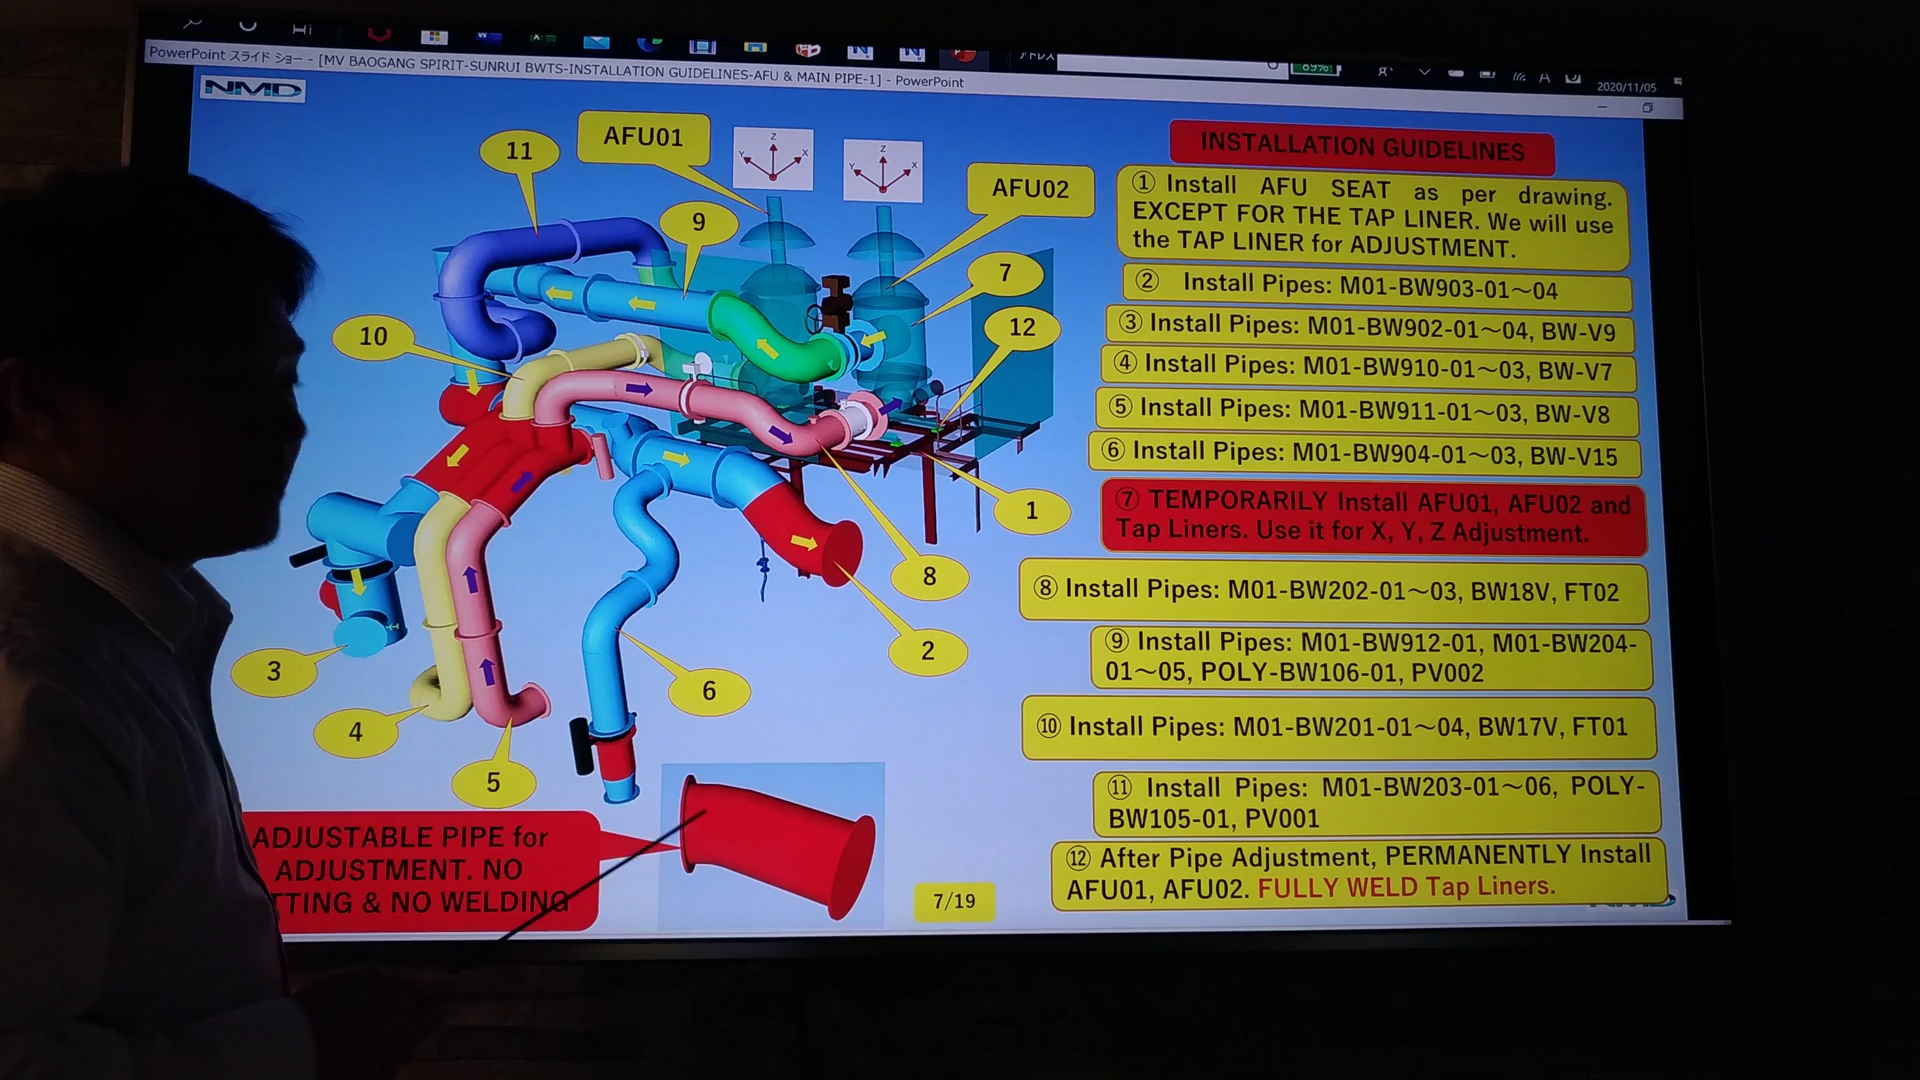 PowerPoint スライド ショー - [MV BAOGANG SPIRIT-SUNRUI BWTS-INSTALLATION GUIDELINES-AFU & MAIN PIPE-1] - PowerPoint
アドレス
89%
A
2020/11/05
NMD
AFU01
AFU02
11
9
7
12
10
1
8
2
3
6
4
5
Z
Y
X
Z
Y
X
INSTALLATION GUIDELINES
① Install AFU SEAT as per drawing.
EXCEPT FOR THE TAP LINER. We will use
the TAP LINER for ADJUSTMENT.
② Install Pipes: M01-BW903-01～04
③ Install Pipes: M01-BW902-01～04, BW-V9
④ Install Pipes: M01-BW910-01～03, BW-V7
⑤ Install Pipes: M01-BW911-01～03, BW-V8
⑥ Install Pipes: M01-BW904-01～03, BW-V15
⑦ TEMPORARILY Install AFU01, AFU02 and
Tap Liners. Use it for X, Y, Z Adjustment.
⑧ Install Pipes: M01-BW202-01～03, BW18V, FT02
⑨ Install Pipes: M01-BW912-01, M01-BW204-
01～05, POLY-BW106-01, PV002
⑩ Install Pipes: M01-BW201-01～04, BW17V, FT01
⑪ Install Pipes: M01-BW203-01～06, POLY-
BW105-01, PV001
⑫ After Pipe Adjustment, PERMANENTLY Install
AFU01, AFU02. FULLY WELD Tap Liners.
ADJUSTABLE PIPE for
ADJUSTMENT. NO
TTING & NO WELDING
7/19